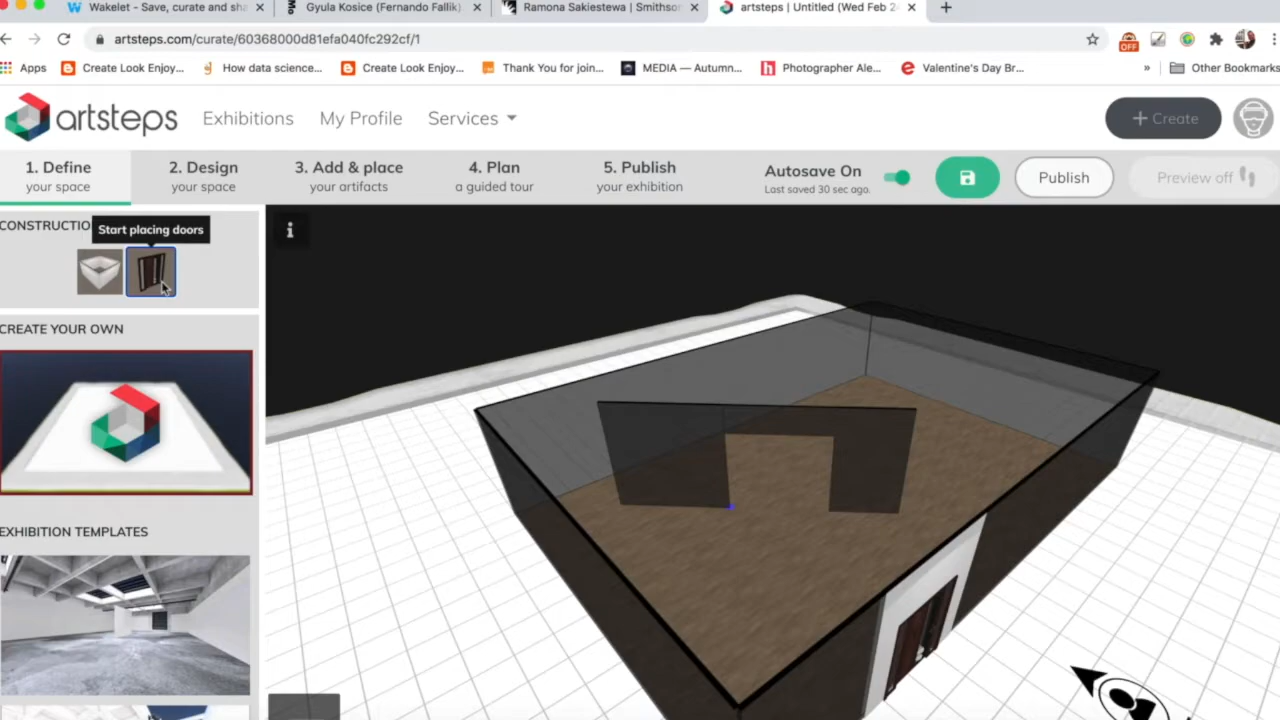 Wakelet - Save, curate and sha
Gyula Kosice (Fernando Fallik)
Ramona Sakiestewa | Smithson
artsteps | Untitled (Wed Feb 24
artsteps.com/curate/60368000d81efa040fc292cf/1
OFF
Apps
Create Look Enjoy...
How data science...
Create Look Enjoy...
Thank You for join...
MEDIA — Autumn...
Photographer Ale...
Valentine's Day Br...
»
Other Bookmarks
artsteps
Exhibitions
My Profile
Services
+ Create
1. Define
your space
2. Design
your space
3. Add & place
your artifacts
4. Plan
a guided tour
5. Publish
your exhibition
Autosave On
Last saved 30 sec ago.
Publish
Preview off
CONSTRUCTIO
Start placing doors
CREATE YOUR OWN
EXHIBITION TEMPLATES